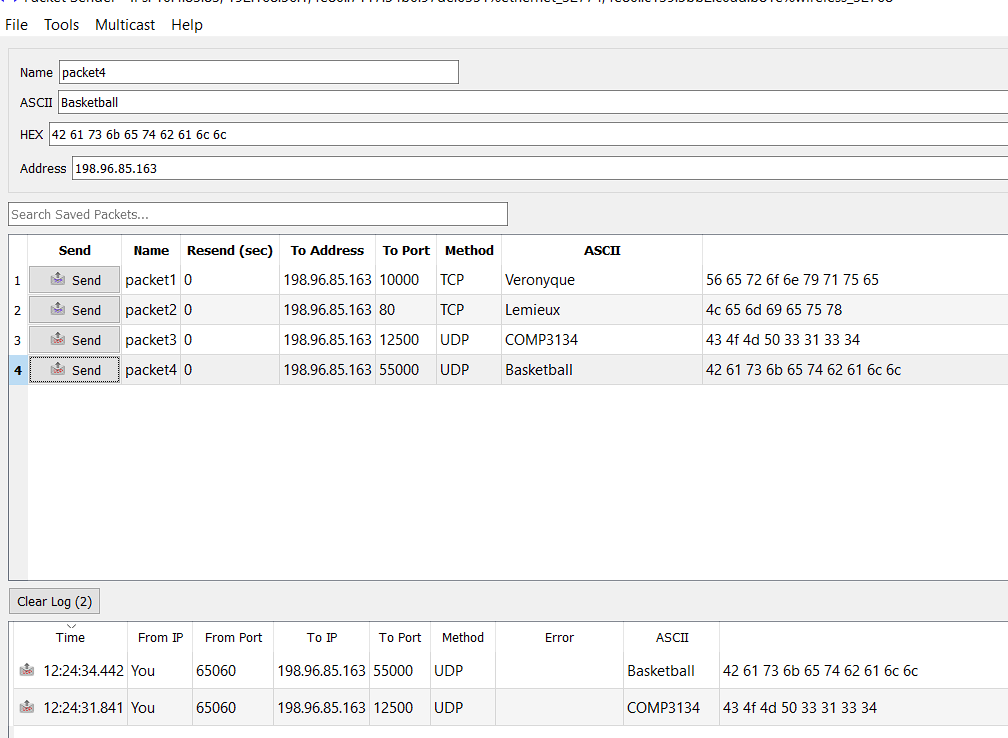 File Tools Multicast Help
Name packet4
ASCII Basketball
HEX 42 61 73 6b 65 74 62 61 6c 6c
Address 198.96.85.163
Search Saved Packets...
Send Name Resend (sec) To Address To Port Method ASCII
1 Send packet1 0 198.96.85.163 10000 TCP Veronyque 56 65 72 6f 6e 79 71 75 65
2 Send packet2 0 198.96.85.163 80 TCP Lemieux 4c 65 6d 69 65 75 78
3 Send packet3 0 198.96.85.163 12500 UDP COMP3134 43 4f 4d 50 33 31 33 34
4 Send packet4 0 198.96.85.163 55000 UDP Basketball 42 61 73 6b 65 74 62 61 6c 6c
Clear Log (2)
Time From IP From Port To IP To Port Method Error ASCII
12:24:34.442 You 65060 198.96.85.163 55000 UDP Basketball 42 61 73 6b 65 74 62 61 6c 6c
12:24:31.841 You 65060 198.96.85.163 12500 UDP COMP3134 43 4f 4d 50 33 31 33 34